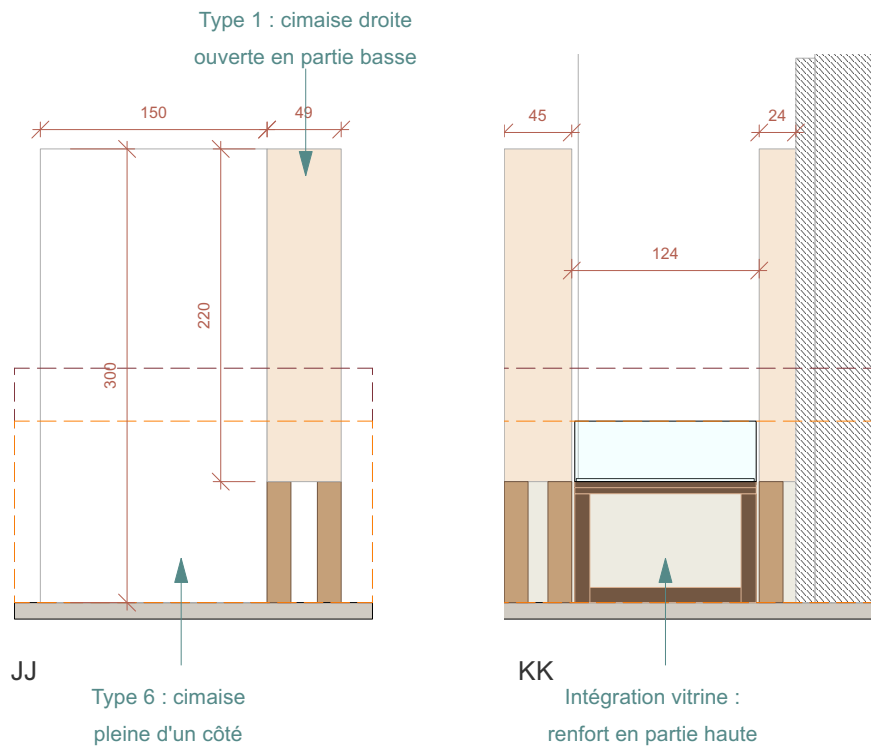 Type 1 : cimaise droite
ouverte en partie basse
150
49
45
24
124
220
300
JJ
KK
Type 6 : cimaise
pleine d'un côté
Intégration vitrine :
renfort en partie haute